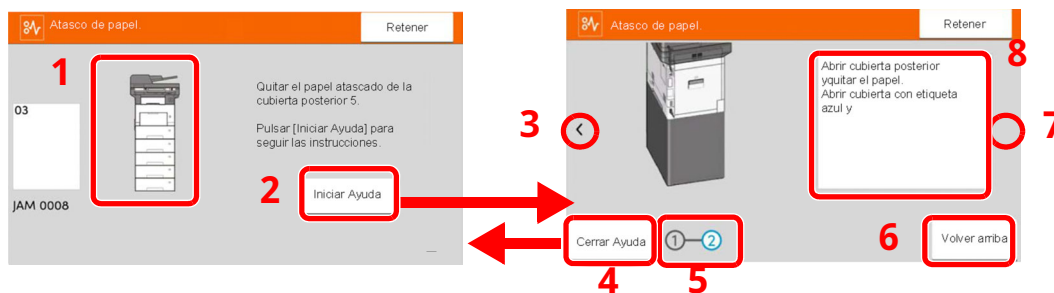 Atasco de papel.
Retener
1
03
Quitar el papel atascado de la
cubierta posterior 5.
Pulsar [Iniciar Ayuda] para
seguir las instrucciones.
2
Iniciar Ayuda
JAM 0008
Atasco de papel.
Retener
8
Abrir cubierta posterior
yquitar el papel.
Abrir cubierta con etiqueta
azul y
3
<
7
Cerrar Ayuda
1
2
6
Volver arriba
4
5